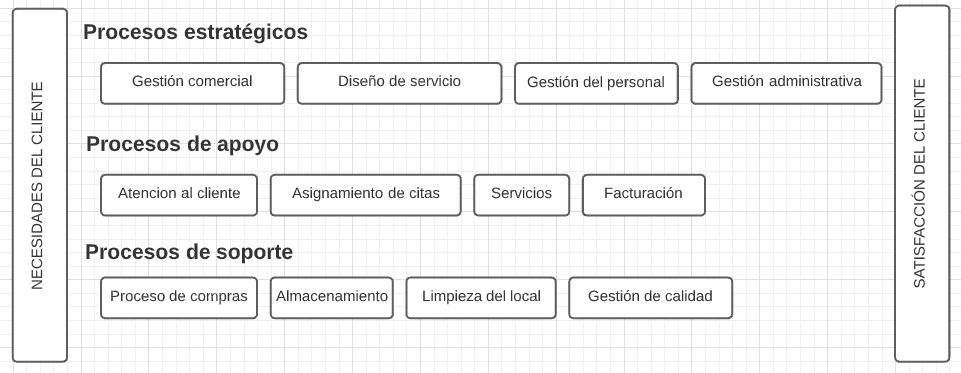 NECESIDADES DEL CLIENTE
Procesos estratégicos
Gestión comercial
Diseño de servicio
Gestión del personal
Gestión administrativa
Procesos de apoyo
Atencion al cliente
Asignamiento de citas
Servicios
Facturación
Procesos de soporte
Proceso de compras
Almacenamiento
Limpieza del local
Gestión de calidad
SATISFACCIÓN DEL CLIENTE